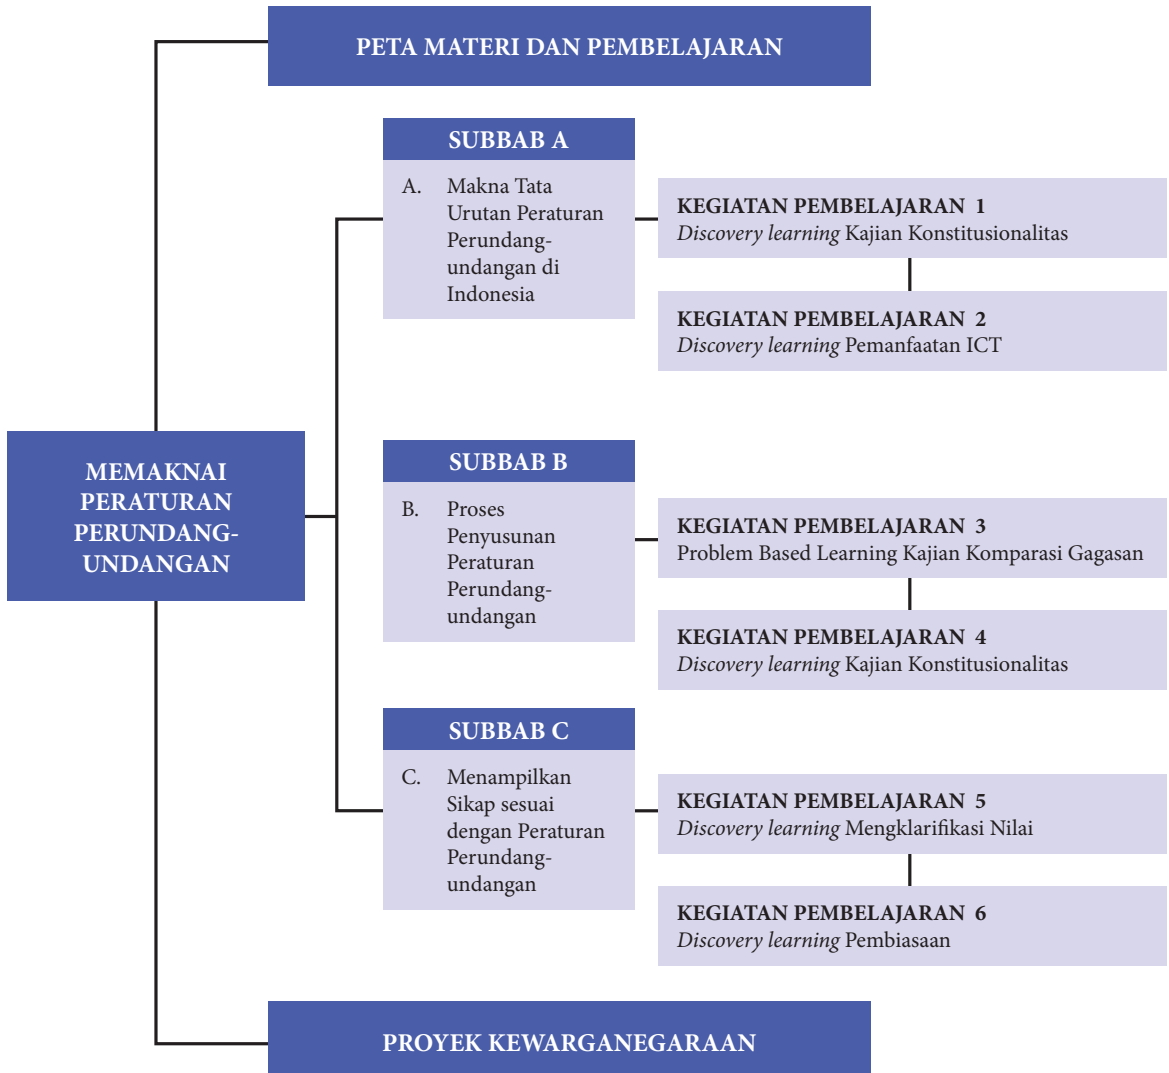 PETA MATERI DAN PEMBELAJARAN
SUBBAB A
A. Makna Tata
Urutan Peraturan
Perundang-
undangan di
Indonesia
KEGIATAN PEMBELAJARAN 1
Discovery learning Kajian Konstitusionalitas
KEGIATAN PEMBELAJARAN 2
Discovery learning Pemanfaatan ICT
MEMAKNAI
PERATURAN
PERUNDANG-
UNDANGAN
SUBBAB B
B. Proses
Penyusunan
Peraturan
Perundang-
undangan
KEGIATAN PEMBELAJARAN 3
Problem Based Learning Kajian Komparasi Gagasan
KEGIATAN PEMBELAJARAN 4
Discovery learning Kajian Konstitusionalitas
SUBBAB C
C. Menampilkan
Sikap sesuai
dengan Peraturan
Perundang-
undangan
KEGIATAN PEMBELAJARAN 5
Discovery learning Mengklarifikasi Nilai
KEGIATAN PEMBELAJARAN 6
Discovery learning Pembiasaan
PROYEK KEWARGANEGARAAN